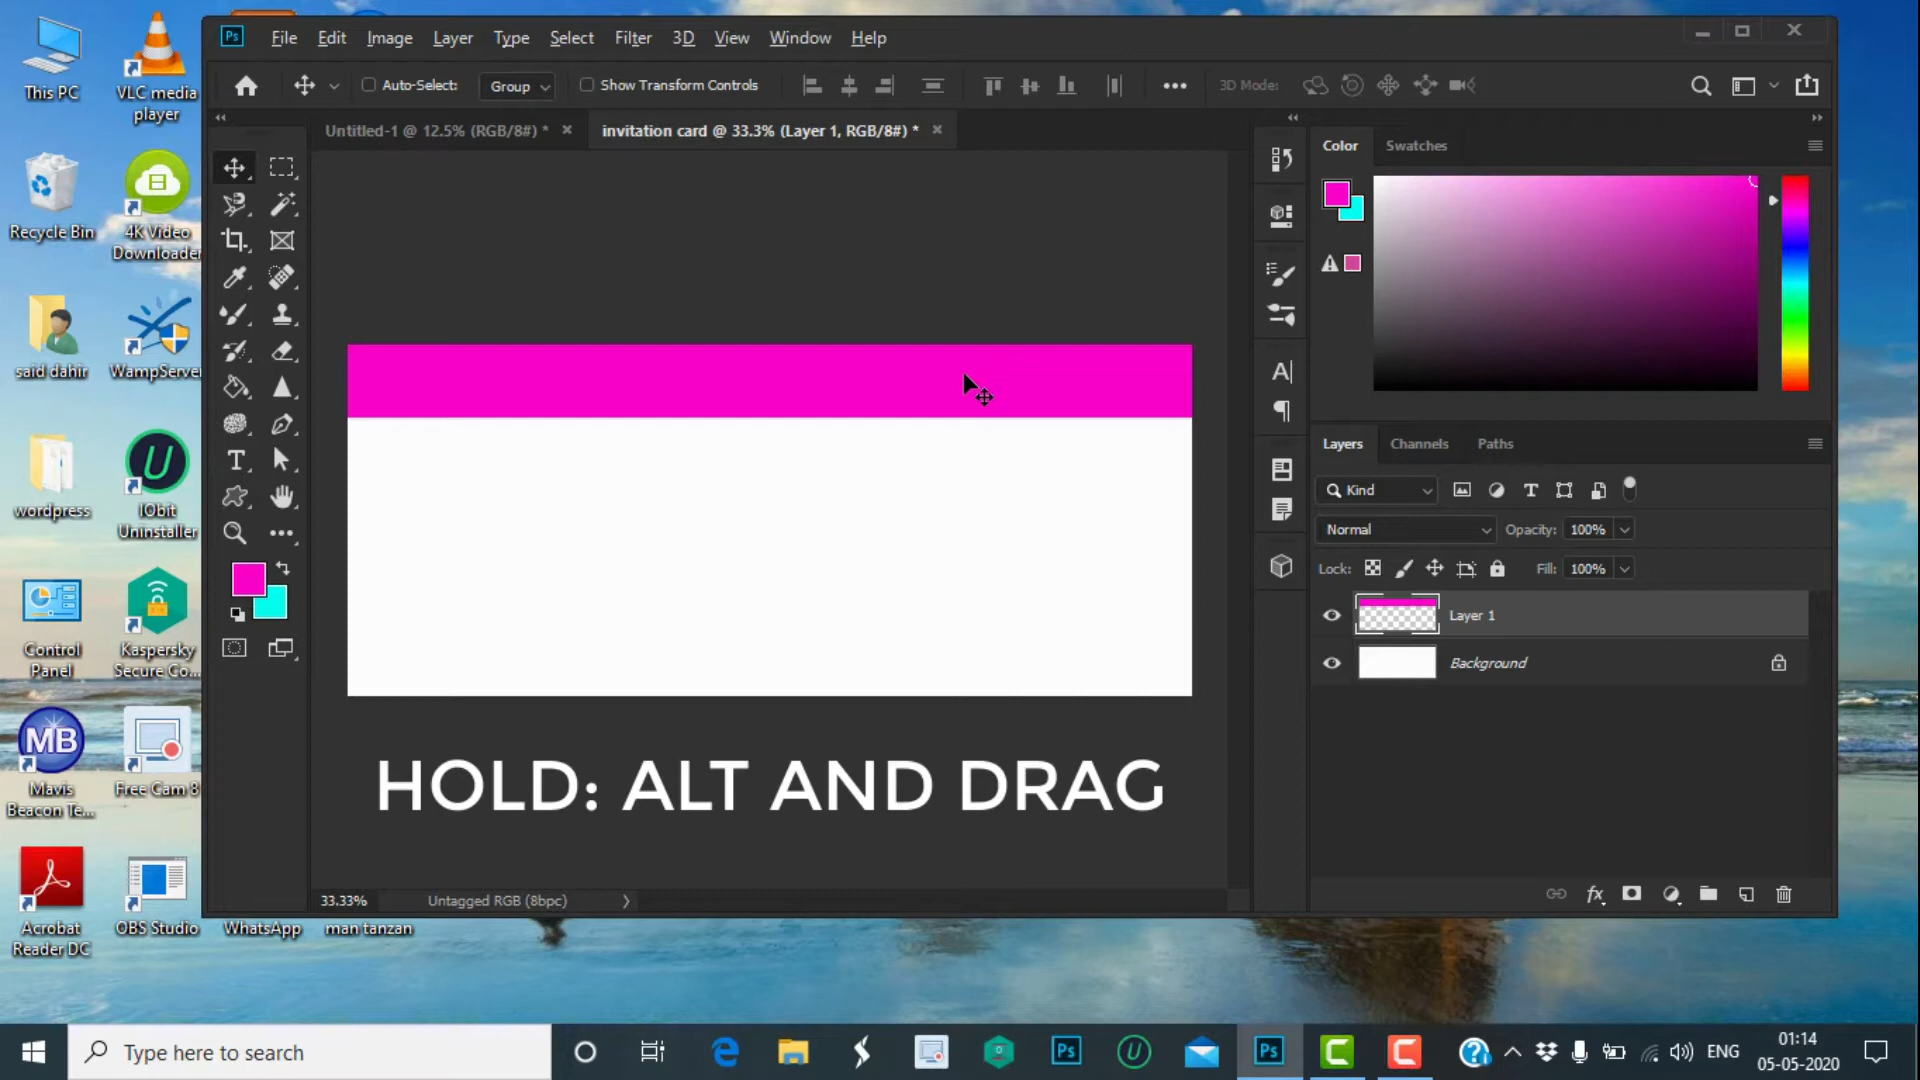 File Edit Image Layer Type Select Filter 3D View Window Help
Auto-Select: Group Show Transform Controls 3D Mode:
Untitled-1 @ 12.5% (RGB/8#) * invitation card @ 33.3% (Layer 1, RGB/8#) *
Color Swatches
Layers Channels Paths
Kind
Normal Opacity: 100%
Lock: Fill: 100%
Layer 1
Background
HOLD: ALT AND DRAG
33.33% Untagged RGB (8bpc)
This PC
VLC media
player
Recycle Bin
4K Video
Downloader
said dahir
WampServe
wordpress
IObit
Uninstaller
Control
Panel
Kaspersky
Secure Co...
Mavis
Beacon Te...
Free Cam 8
Acrobat
Reader DC
OBS Studio
WhatsApp
man tanzan
Type here to search
ENG
01:14
05-05-2020